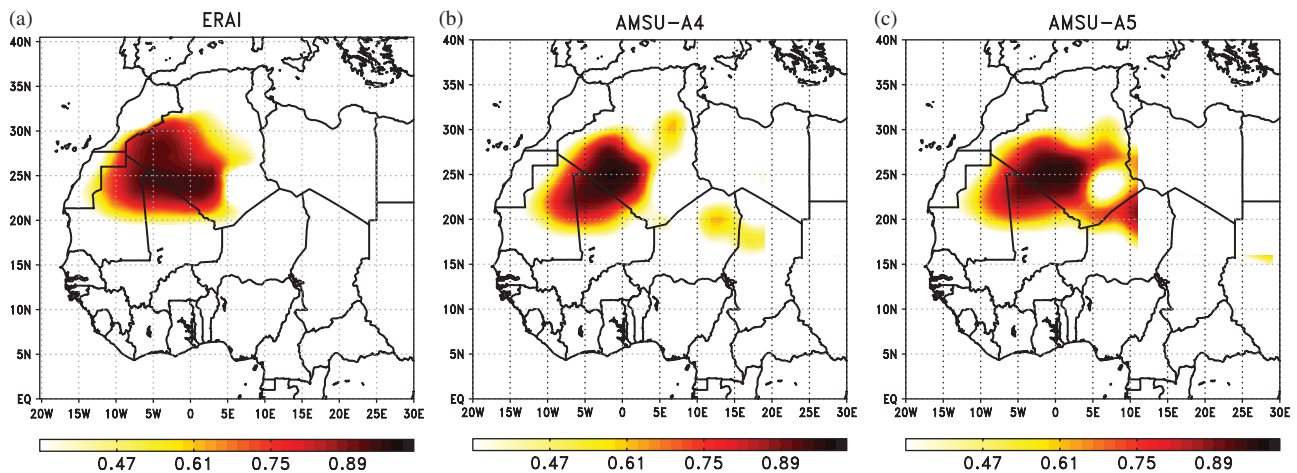 (a) ERAI
40N
35N
30N
25N
20N
15N
10N
5N
EQ
20W 15W 10W 5W 0 5E 10E 15E 20E 25E 30E
0.47 0.61 0.75 0.89
(b) AMSU-A4
40N
35N
30N
25N
20N
15N
10N
5N
EQ
20W 15W 10W 5W 0 5E 10E 15E 20E 25E 30E
0.47 0.61 0.75 0.89
(c) AMSU-A5
40N
35N
30N
25N
20N
15N
10N
5N
EQ
20W 15W 10W 5W 0 5E 10E 15E 20E 25E 30E
0.47 0.61 0.75 0.89